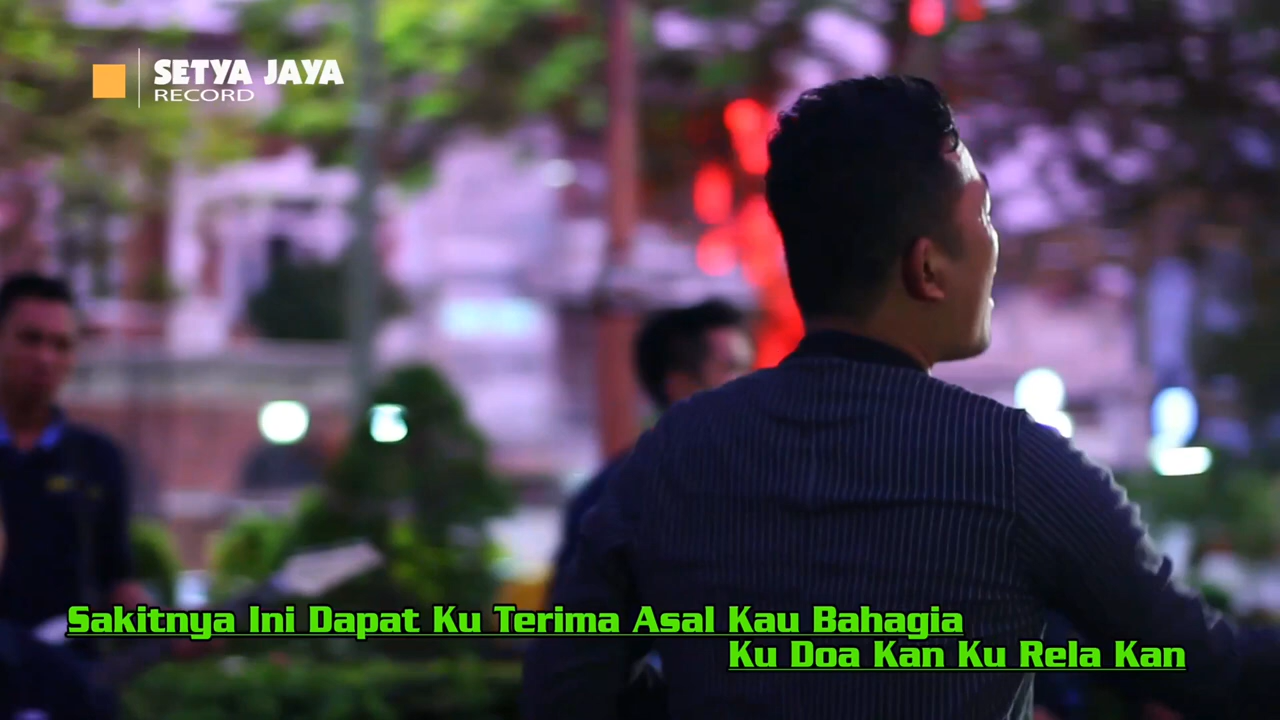 SETYA JAYA
RECORD
Sakitnya Ini Dapat Ku Terima Asal Kau Bahagia
Ku Doa Kan Ku Rela Kan